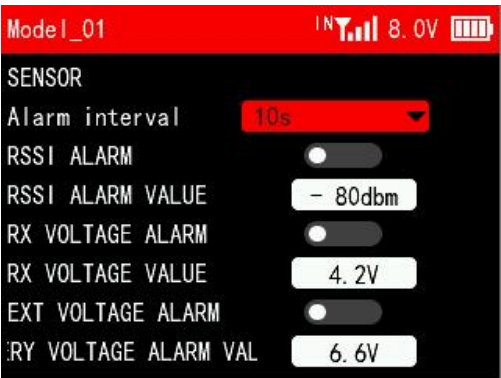 Model_01 IN 8.0V
SENSOR
Alarm interval 10s
RSSI ALARM
RSSI ALARM VALUE - 80dbm
RX VOLTAGE ALARM
RX VOLTAGE VALUE 4.2V
EXT VOLTAGE ALARM
ERY VOLTAGE ALARM VAL 6.6V